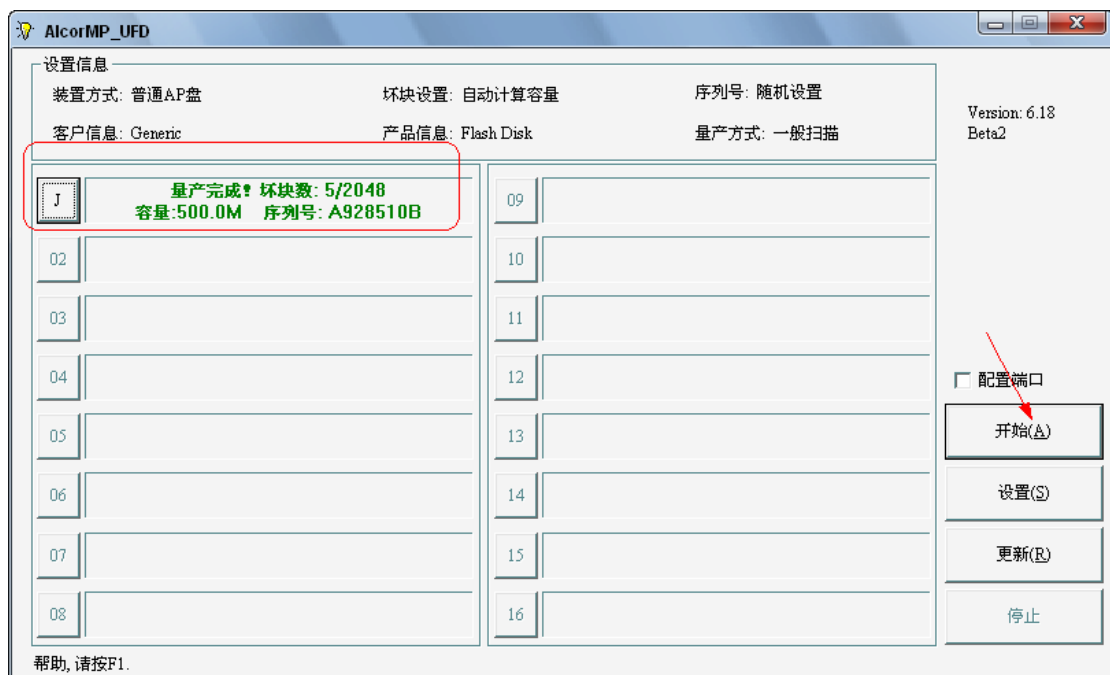 AlcorMP_UFD
设置信息
装置方式: 普通AP盘
坏块设置: 自动计算容量
序列号: 随机设置
客户信息: Generic
产品信息: Flash Disk
量产方式: 一般扫描
Version: 6.18
Beta2
J
量产完成! 坏块数: 5/2048
容量:500.0M 序列号: A928510B
02
03
04
05
06
07
08
09
10
11
12
13
14
15
16
配置端口
开始(A)
设置(S)
更新(R)
停止
帮助, 请按F1.